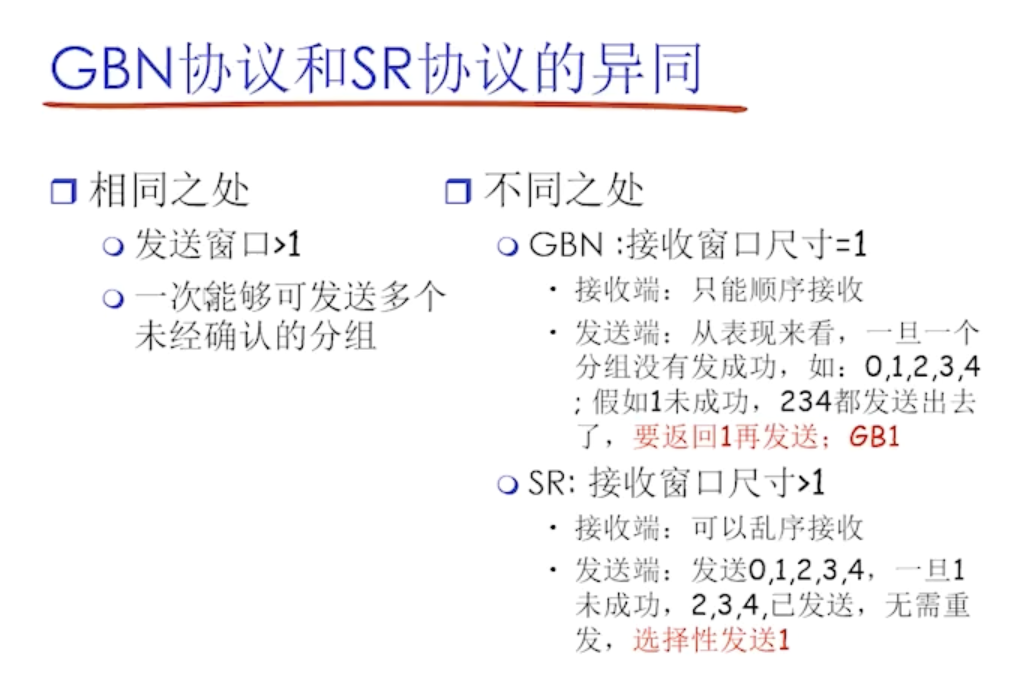 GBN协议和SR协议的异同
相同之处
发送窗口>1
一次能够可发送多个
未经确认的分组
不同之处
GBN :接收窗口尺寸=1
接收端：只能顺序接收
发送端：从表现来看，一旦一个
分组没有发成功，如：0,1,2,3,4
; 假如1未成功，234都发送出去
了，要返回1再发送；GB1
SR: 接收窗口尺寸>1
接收端：可以乱序接收
发送端：发送0,1,2,3,4，一旦1
未成功，2,3,4,已发送，无需重
发，选择性发送1